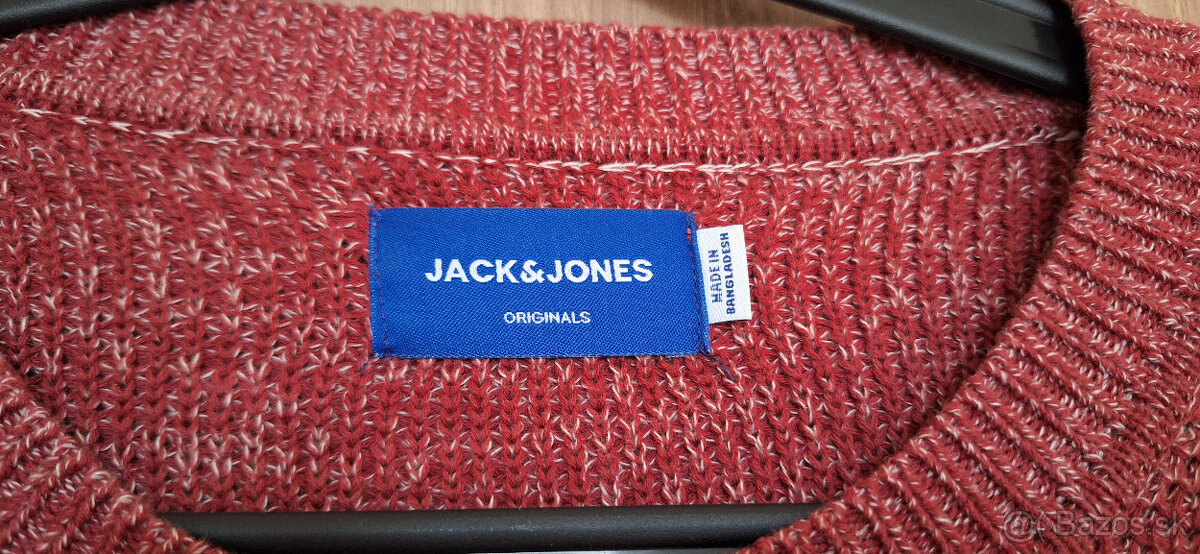 JACK&JONES
ORIGINALS
MADE IN
BANGLADESH
Bazos.sk